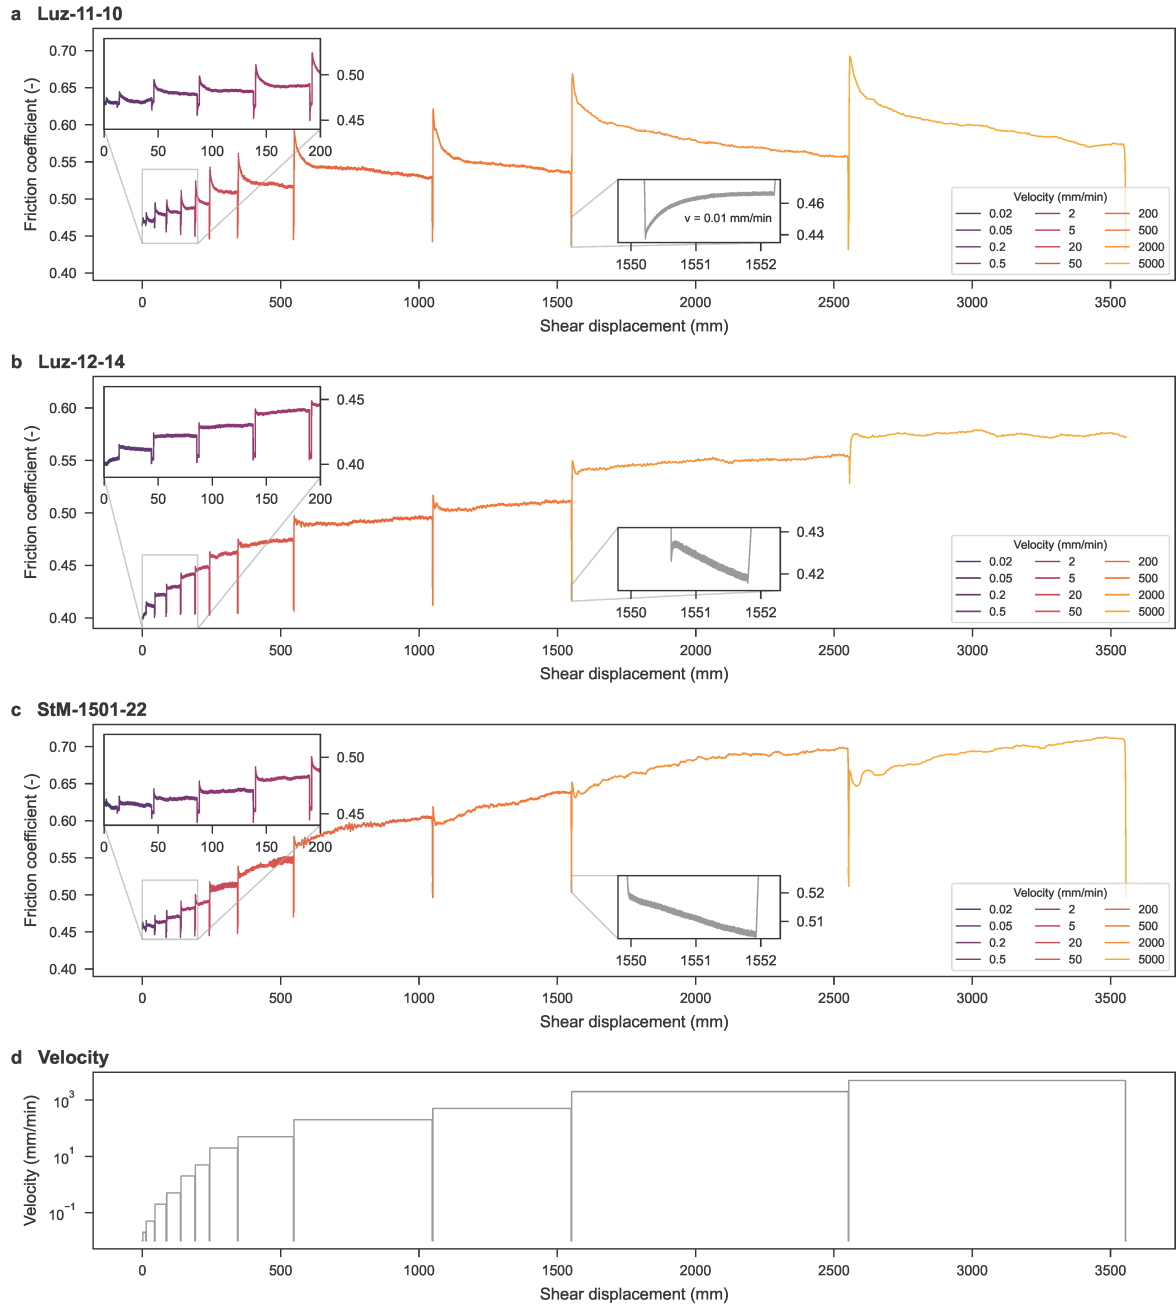 a Luz-11-10
0.70
0.65
0.60
0.55
0.50
0.45
0.40
Friction coefficient (-)
0.50
0.45
0 50 100 150 200
v = 0.01 mm/min
0.46
0.44
1550 1551 1552
Velocity (mm/min)
0.02 2 200
0.05 5 500
0.2 20 2000
0.5 50 5000
0 500 1000 1500 2000 2500 3000 3500
Shear displacement (mm)
b Luz-12-14
0.60
0.55
0.50
0.45
0.40
Friction coefficient (-)
0.45
0.40
0 50 100 150 200
0.43
0.42
1550 1551 1552
Velocity (mm/min)
0.02 2 200
0.05 5 500
0.2 20 2000
0.5 50 5000
0 500 1000 1500 2000 2500 3000 3500
Shear displacement (mm)
c StM-1501-22
0.70
0.65
0.60
0.55
0.50
0.45
0.40
Friction coefficient (-)
0.50
0.45
0 50 100 150 200
0.52
0.51
1550 1551 1552
Velocity (mm/min)
0.02 2 200
0.05 5 500
0.2 20 2000
0.5 50 5000
0 500 1000 1500 2000 2500 3000 3500
Shear displacement (mm)
d Velocity
10³
10¹
10⁻¹
Velocity (mm/min)
0 500 1000 1500 2000 2500 3000 3500
Shear displacement (mm)